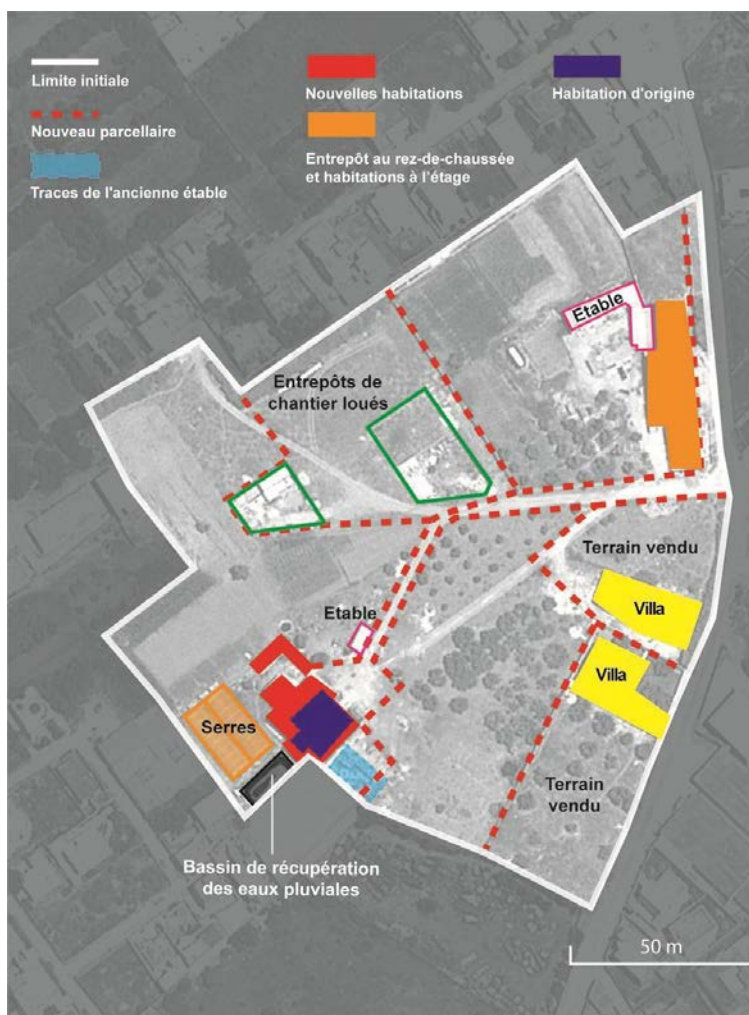 Limite initiale
Nouveau parcellaire
Traces de l'ancienne étable
Nouvelles habitations
Entrepôt au rez-de-chaussée
et habitations à l'étage
Habitation d'origine
Etable
Entrepôts de
chantier loués
Terrain vendu
Villa
Etable
Villa
Serres
Terrain
vendu
Bassin de récupération
des eaux pluviales
50 m